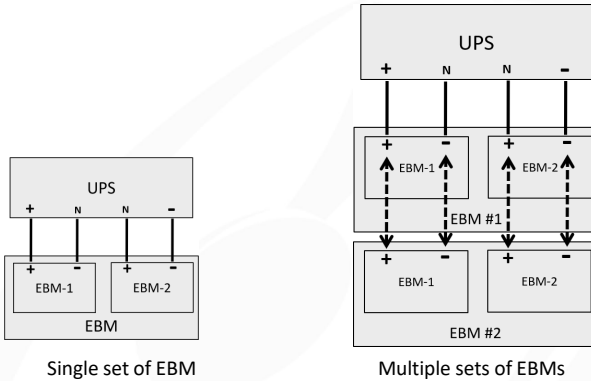 UPS
+ N N -
+ - + -
EBM-1 EBM-2
EBM
Single set of EBM
UPS
+ N N -
+ - + -
EBM-1 EBM-2
EBM #1
+ - + -
EBM-1 EBM-2
EBM #2
Multiple sets of EBMs